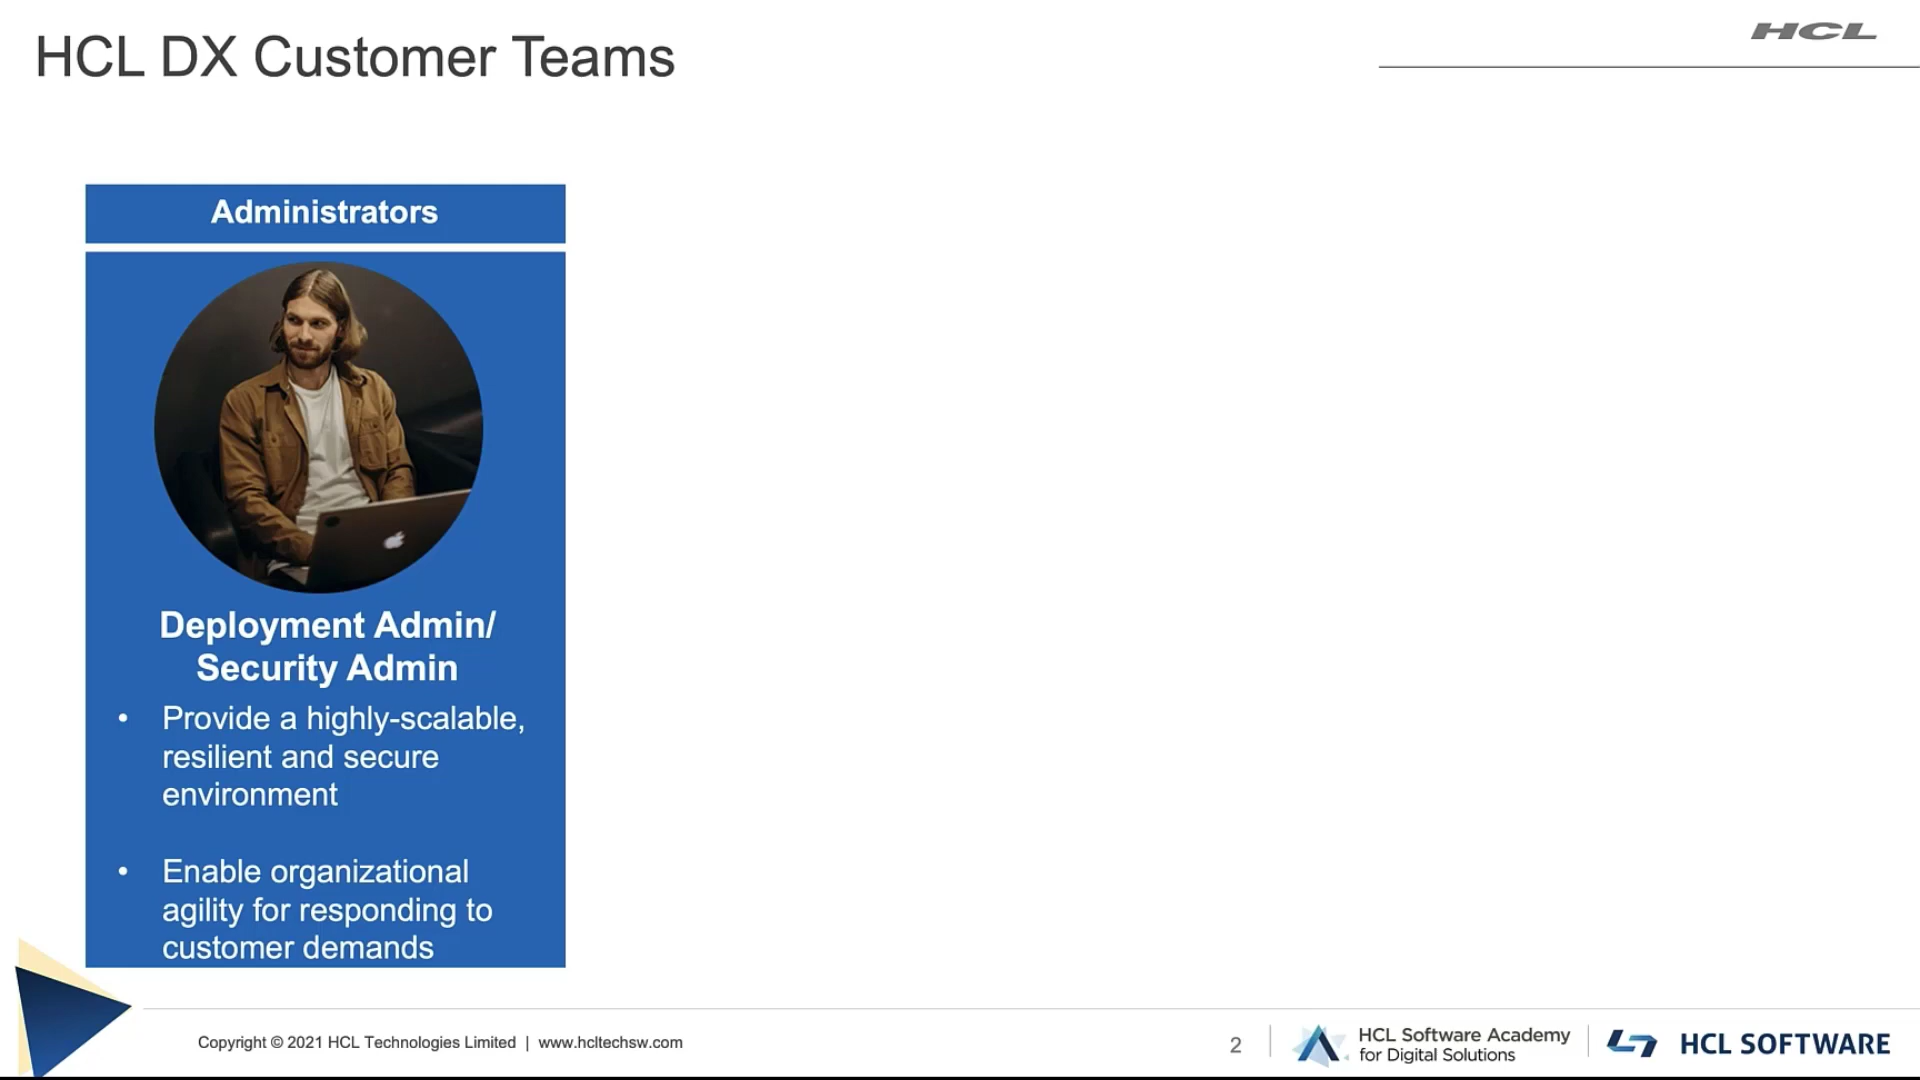 HCL DX Customer Teams
HCL
Administrators
Deployment Admin/
Security Admin
• Provide a highly-scalable,
resilient and secure
environment
• Enable organizational
agility for responding to
customer demands
Copyright © 2021 HCL Technologies Limited | www.hcltechsw.com
2
HCL Software Academy
for Digital Solutions
HCL SOFTWARE